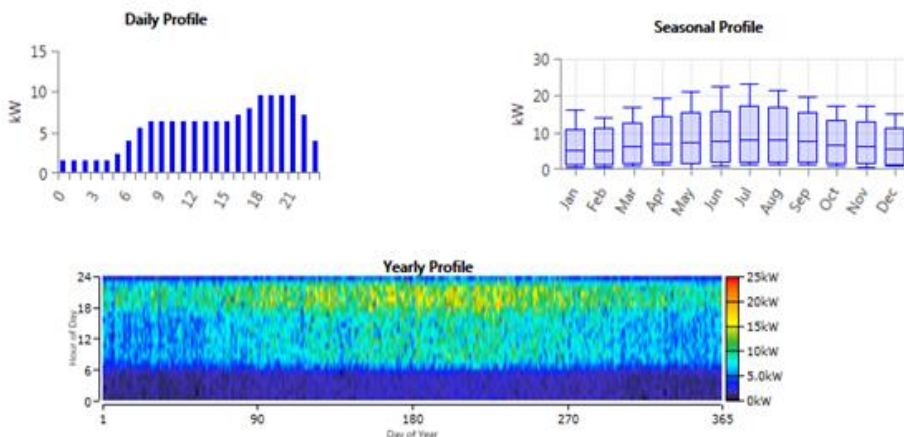 Daily Profile
15
10
5
0
kW
0 3 6 9 12 15 18 21
Seasonal Profile
30
20
10
0
kW
Jan Feb Mar Apr May Jun Jul Aug Sep Oct Nov Dec
Yearly Profile
24
18
12
6
0
Hour of Day
1 90 180 270 365
Day of Year
25kW
20kW
15kW
10kW
5.0kW
0kW